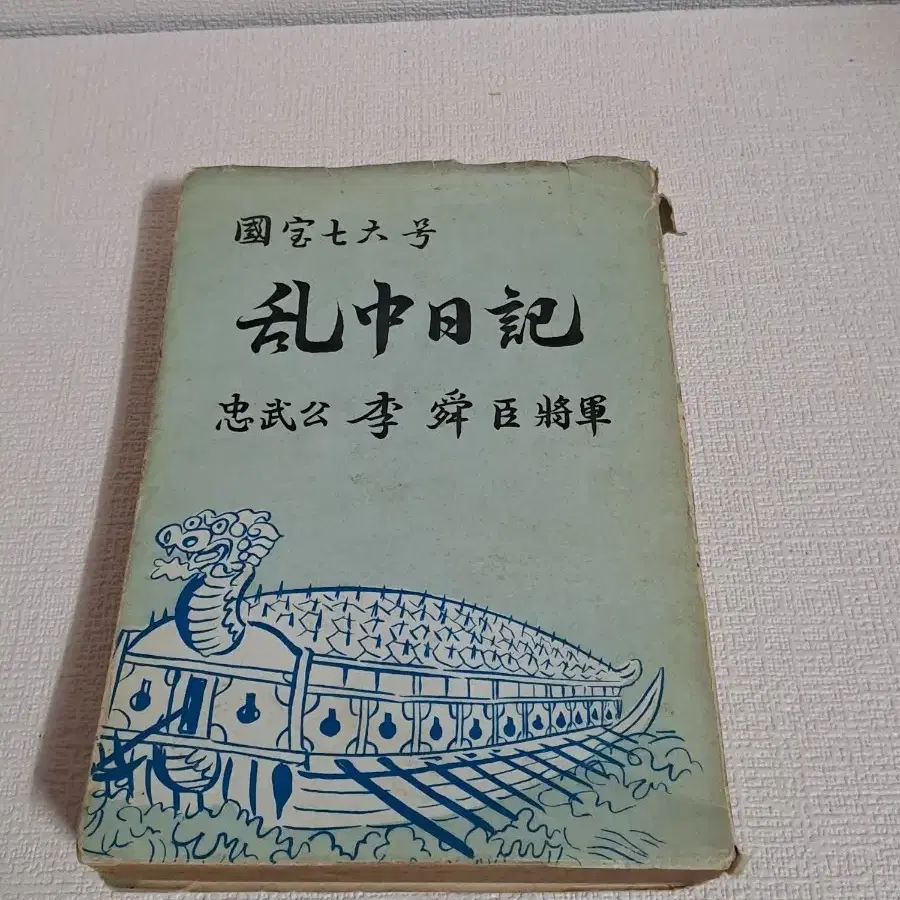 國宝七六号
乱中日記
忠武公 李舜臣 將軍